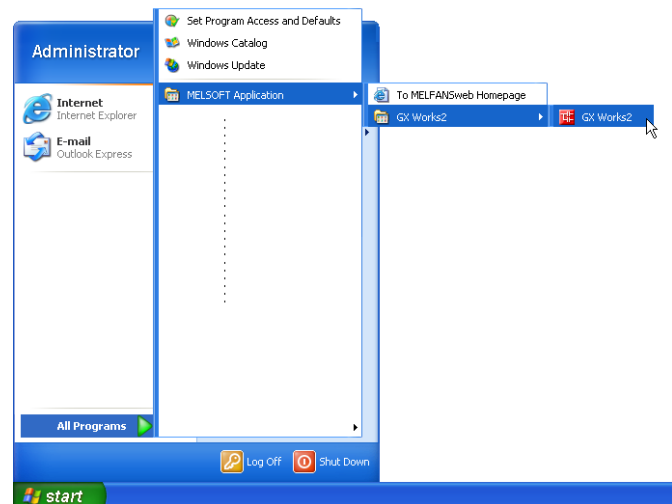 Administrator
Set Program Access and Defaults
Windows Catalog
Windows Update
MELSOFT Application
To MELFANSweb Homepage
GX Works2
GX Works2
Internet
Internet Explorer
E-mail
Outlook Express
All Programs
Log Off
Shut Down
start